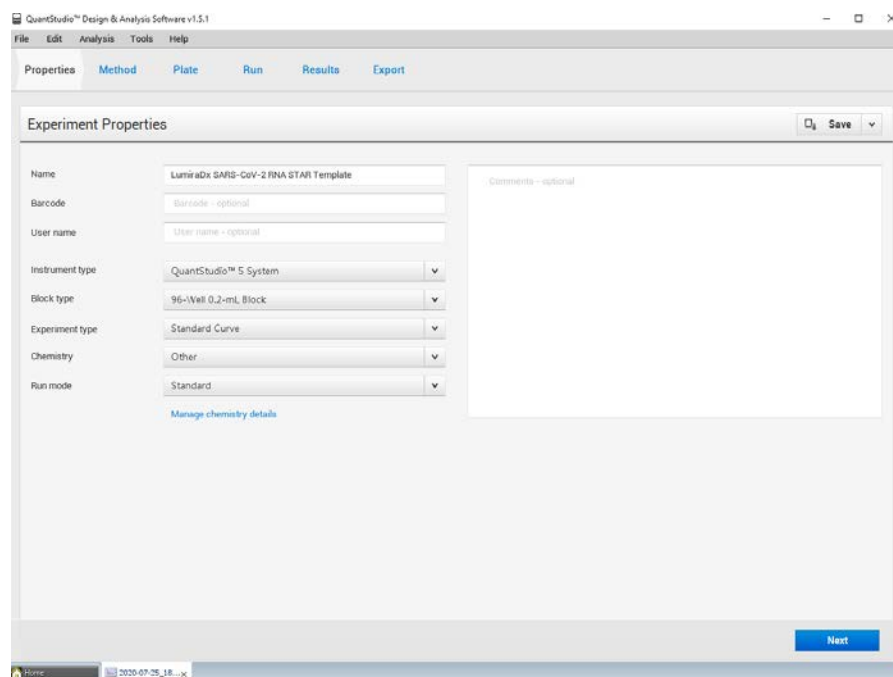 QuantStudio™ Design & Analysis Software v1.5.1
File Edit Analysis Tools Help
Properties Method Plate Run Results Export
Experiment Properties
Save
Name LumiraDx SARS-CoV-2 RNA STAR Template
Comments - optional
Barcode Barcode - optional
User name User name - optional
Instrument type QuantStudio™ 5 System
Block type 96-Well 0.2-mL Block
Experiment type Standard Curve
Chemistry Other
Run mode Standard
Manage chemistry details
Next
Home 2020-07-25_18...